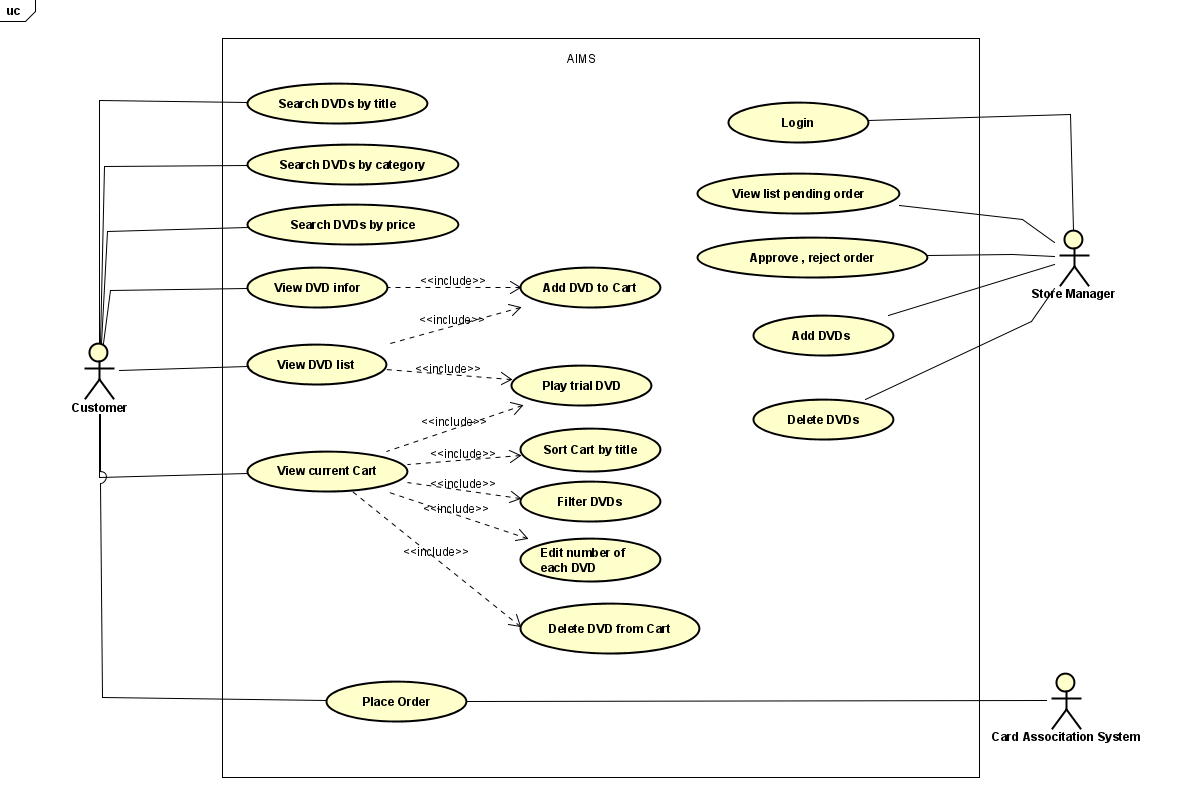 uc
AIMS
Search DVDs by title
Login
Search DVDs by category
View list pending order
Search DVDs by price
Approve , reject order
Store Manager
View DVD infor
<<include>>
Add DVD to Cart
<<include>>
Add DVDs
View DVD list
<<include>>
Play trial DVD
Customer
<<include>>
Delete DVDs
View current Cart
<<include>>
Sort Cart by title
<<include>>
Filter DVDs
<<include>>
Edit number of
each DVD
<<include>>
Delete DVD from Cart
Place Order
Card Associtation System